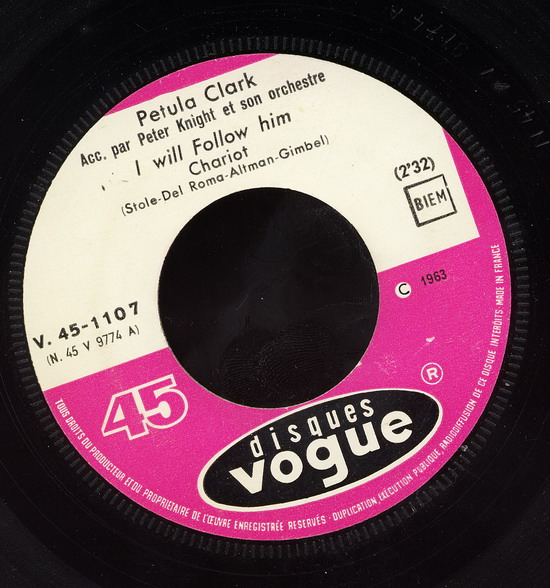 Petula Clark
Acc. par Peter Knight et son orchestre
I will Follow him
Chariot
(Stole-Del Roma-Altman-Gimbel)
(2'32)
BIEM
V. 45-1107
(N. 45 V 9774 A)
© 1963
45
®
disques
vogue
TOUS DROITS DU PRODUCTEUR ET DU PROPRIETAIRE DE L'ŒUVRE ENREGISTRÉE RESERVÉS - DUPLICATION, EXÉCUTION PUBLIQUE, RADIODIFFUSION DE CE DISQUE INTERDITS. MADE IN FRANCE